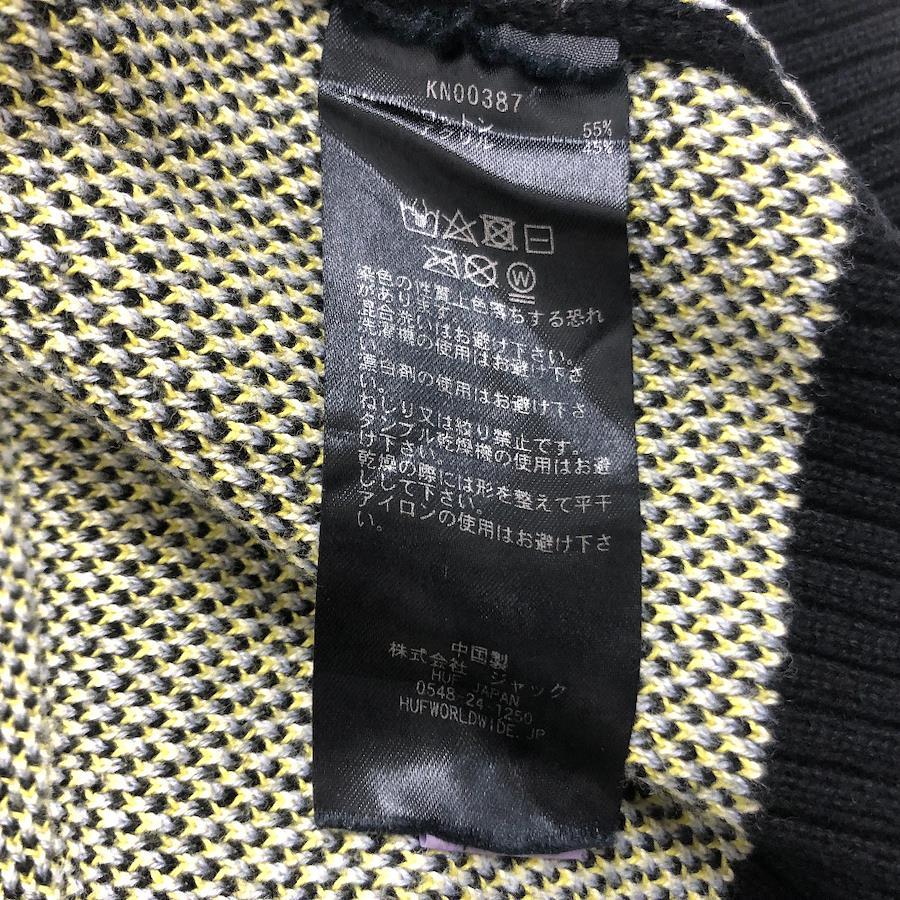 KN00387
コットン 55%
45%
W
染色の性質上色落ちする恐れ
があります。
混合洗いはお避け下さい。
洗濯機の使用はお避け下さ
い。
漂白剤の使用はお避け下さ
い。
ねじり又は絞り禁止です。
タンブル乾燥機の使用はお避
け下さい。
乾燥の際には形を整えて平干
しして下さい。
アイロンの使用はお避け下さ
い。
中国製
株式会社 ジャック
HUF JAPAN
0548-24-1250
HUFWORLDWIDE.JP